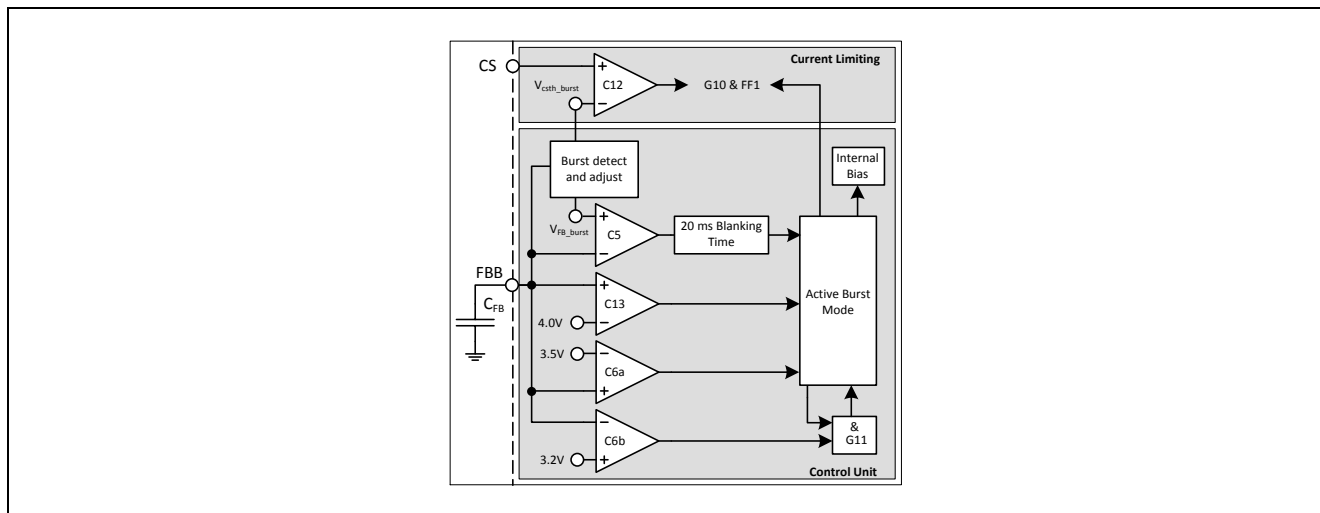 Current Limiting
CS
+
C12
G10 & FF1
Vcsth_burst
−
Burst detect
and adjust
Internal
Bias
+
VFB_burst
C5
20 ms Blanking
Time
−
FBB
CFB
+
C13
Active Burst
Mode
4.0V
−
3.5V
−
C6a
+
−
C6b
&
G11
3.2V
+
Control Unit